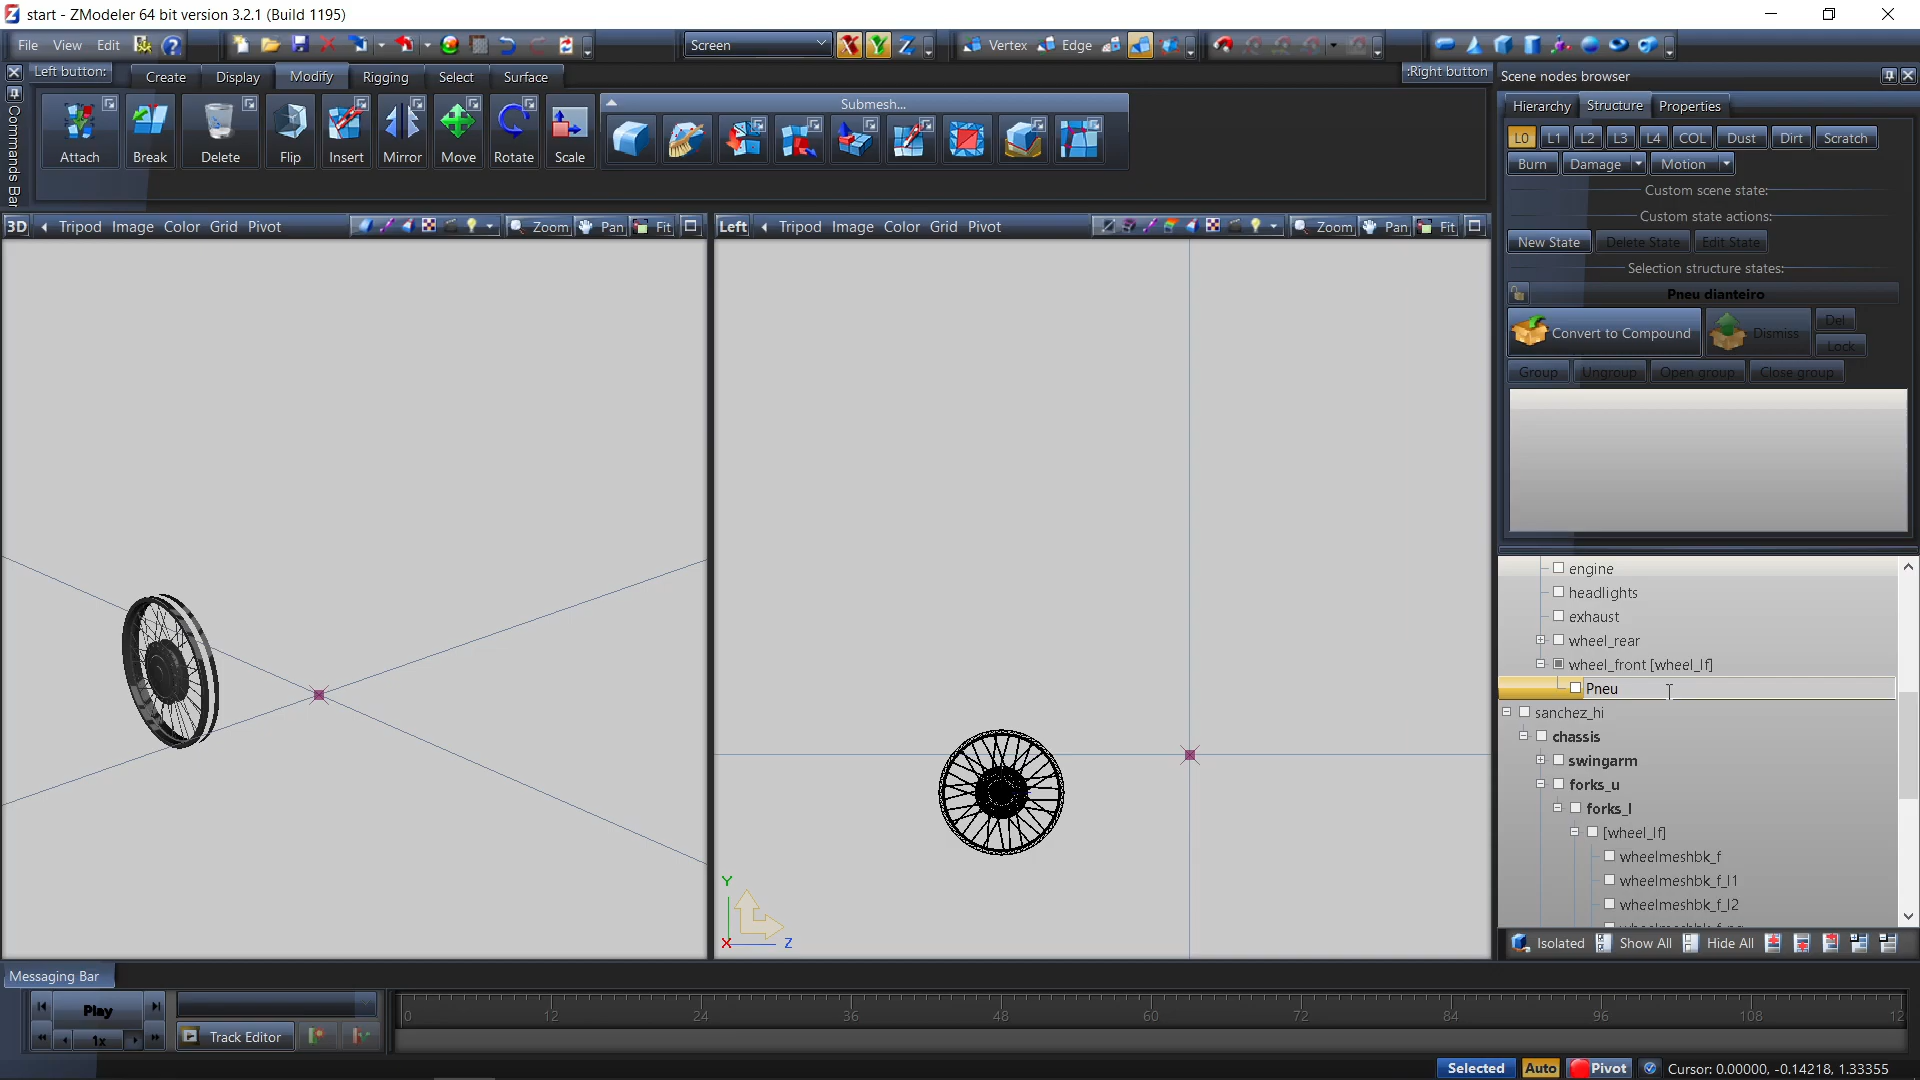 start - ZModeler 64 bit version 3.2.1 (Build 1195)
File View Edit
Screen
Vertex Edge
Left button: Create Display Modify Rigging Select Surface :Right button
Commands Bar
Attach Break Delete Flip Insert Mirror Move Rotate Scale
Submesh...
3D Tripod Image Color Grid Pivot Zoom Pan Fit
Left Tripod Image Color Grid Pivot Zoom Pan Fit
Y
X Z
Scene nodes browser
Hierarchy Structure Properties
L0 L1 L2 L3 L4 COL Dust Dirt Scratch
Burn Damage Motion
Custom scene state:
Custom state actions:
New State Delete State Edit State
Selection structure states:
Pneu dianteiro
Convert to Compound Dismiss Del
Lock
Group Ungroup Open group Close group
engine
headlights
exhaust
wheel_rear
wheel_front [wheel_lf]
Pneu
sanchez_hi
chassis
swingarm
forks_u
forks_l
[wheel_lf]
wheelmeshbk_f
wheelmeshbk_f_l1
wheelmeshbk_f_l2
Isolated Show All Hide All
Messaging Bar
Play
1x
Track Editor
0 12 24 36 48 60 72 84 96 108 12
Selected Auto Pivot Cursor: 0.00000, -0.14218, 1.33355